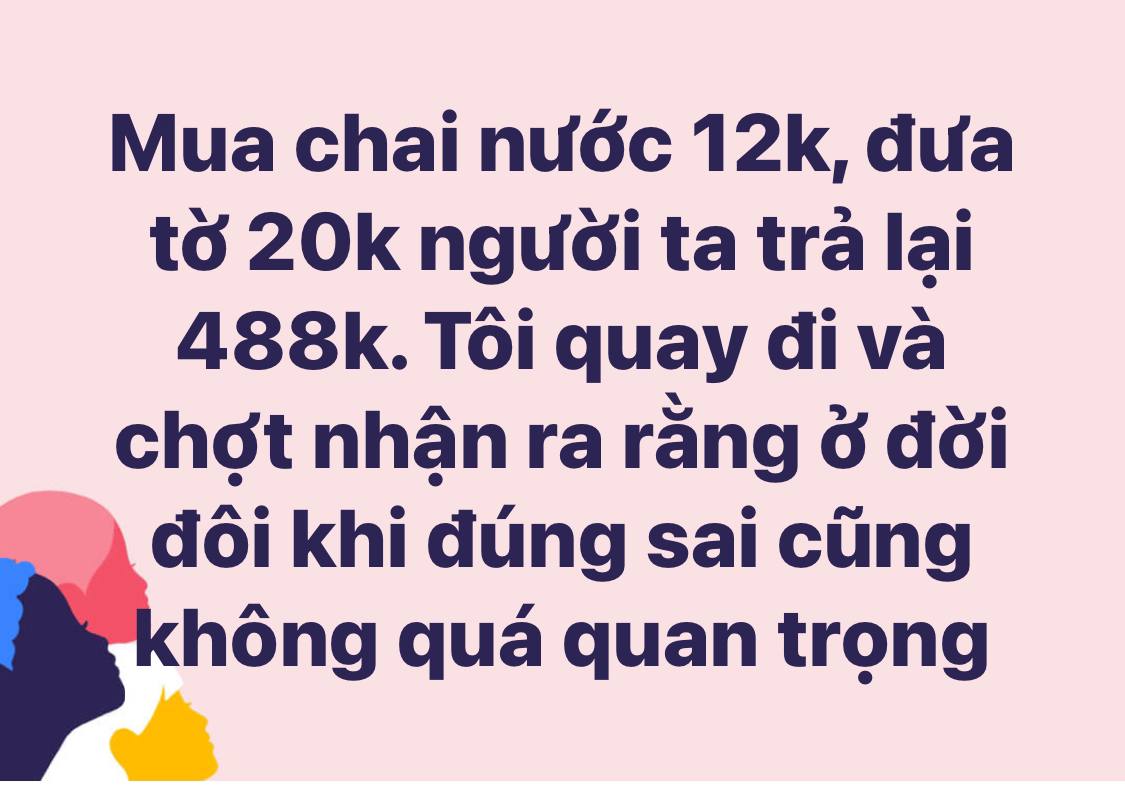 Mua chai nước 12k, đưa
tờ 20k người ta trả lại
488k. Tôi quay đi và
chợt nhận ra rằng ở đời
đôi khi đúng sai cũng
không quá quan trọng